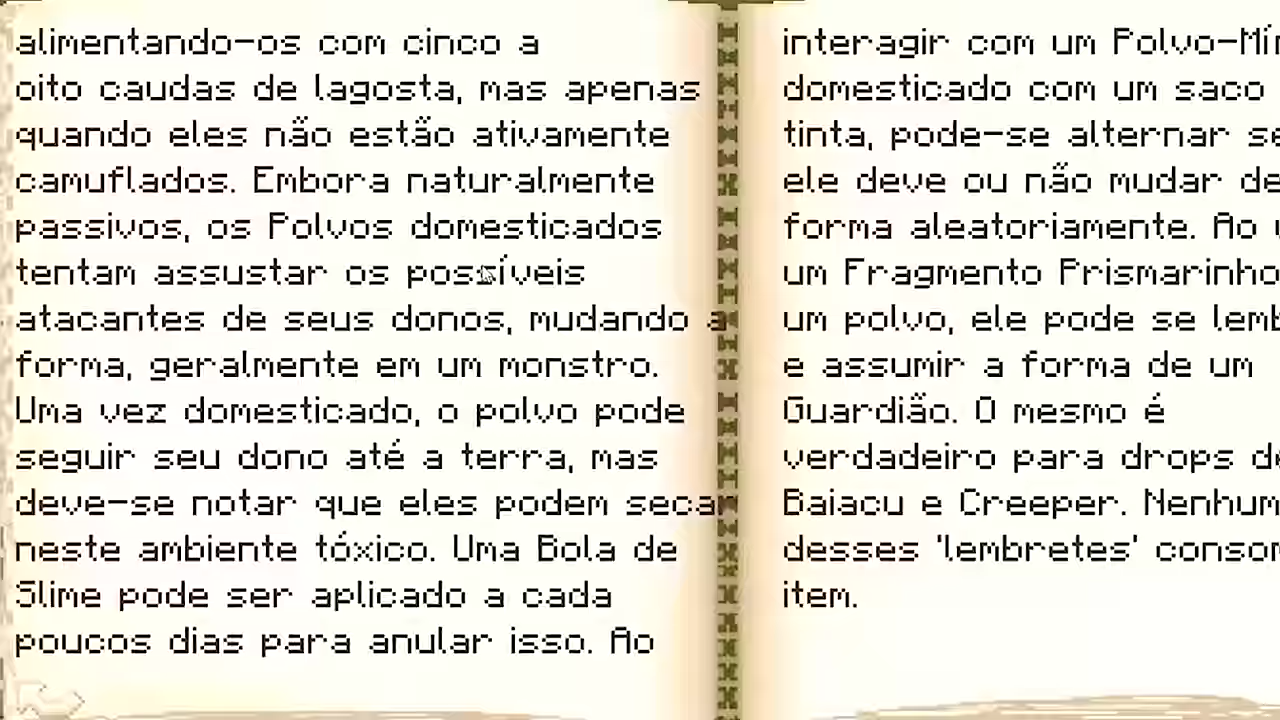 alimentando-os com cinco a
oito caudas de lagosta, mas apenas
quando eles não estão ativamente
camuflados. Embora naturalmente
passivos, os Polvos domesticados
tentam assustar os possíveis
atacantes de seus donos, mudando a
forma, geralmente em um monstro.
Uma vez domesticado, o polvo pode
seguir seu dono até a terra, mas
deve-se notar que eles podem secar
neste ambiente tóxico. Uma Bola de
Slime pode ser aplicado a cada
poucos dias para anular isso. Ao
interagir com um
domesticado com um saco
tinta, pode-se alternar
ele deve ou não mudar de
forma aleatoriamente. Ao
um Fragmento Prismarinho
um polvo, ele pode se
e assumir a forma de um
Guardião. O mesmo é
verdadeiro para drops de
Baiacu e Creeper. Nenhum
desses 'lembretes'
item.